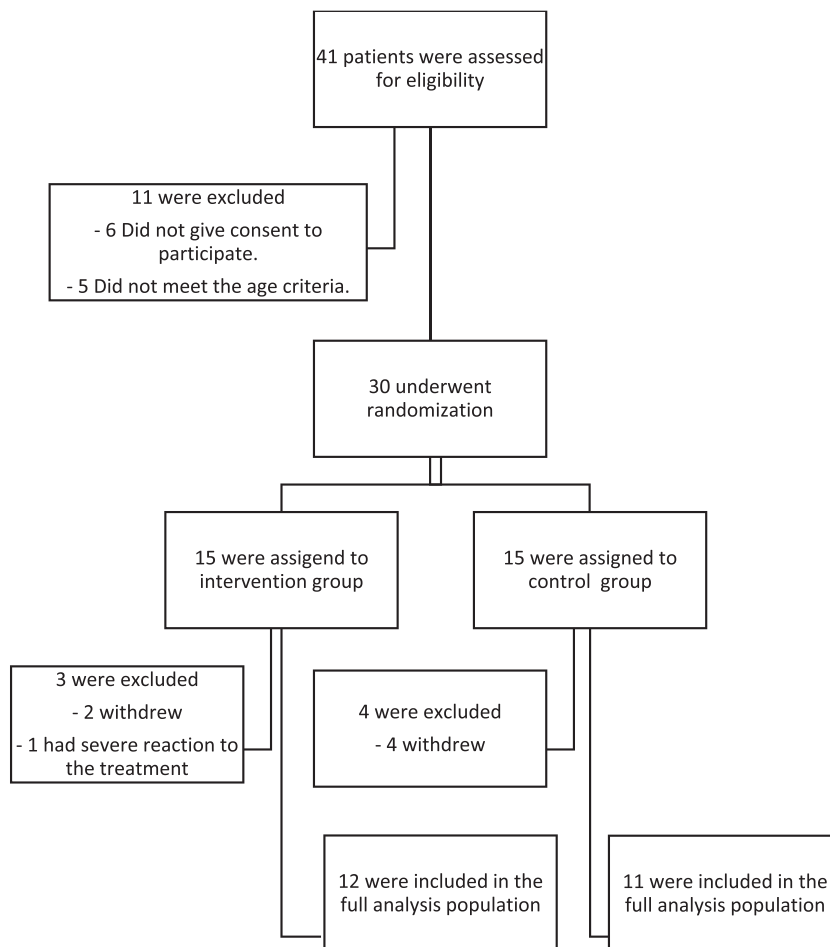 41 patients were assessed
for eligibility
11 were excluded
- 6 Did not give consent to
participate.
- 5 Did not meet the age criteria.
30 underwent
randomization
15 were assigend to
intervention group
15 were assigned to
control group
3 were excluded
- 2 withdrew
- 1 had severe reaction to
the treatment
4 were excluded
- 4 withdrew
12 were included in the
full analysis population
11 were included in the
full analysis population